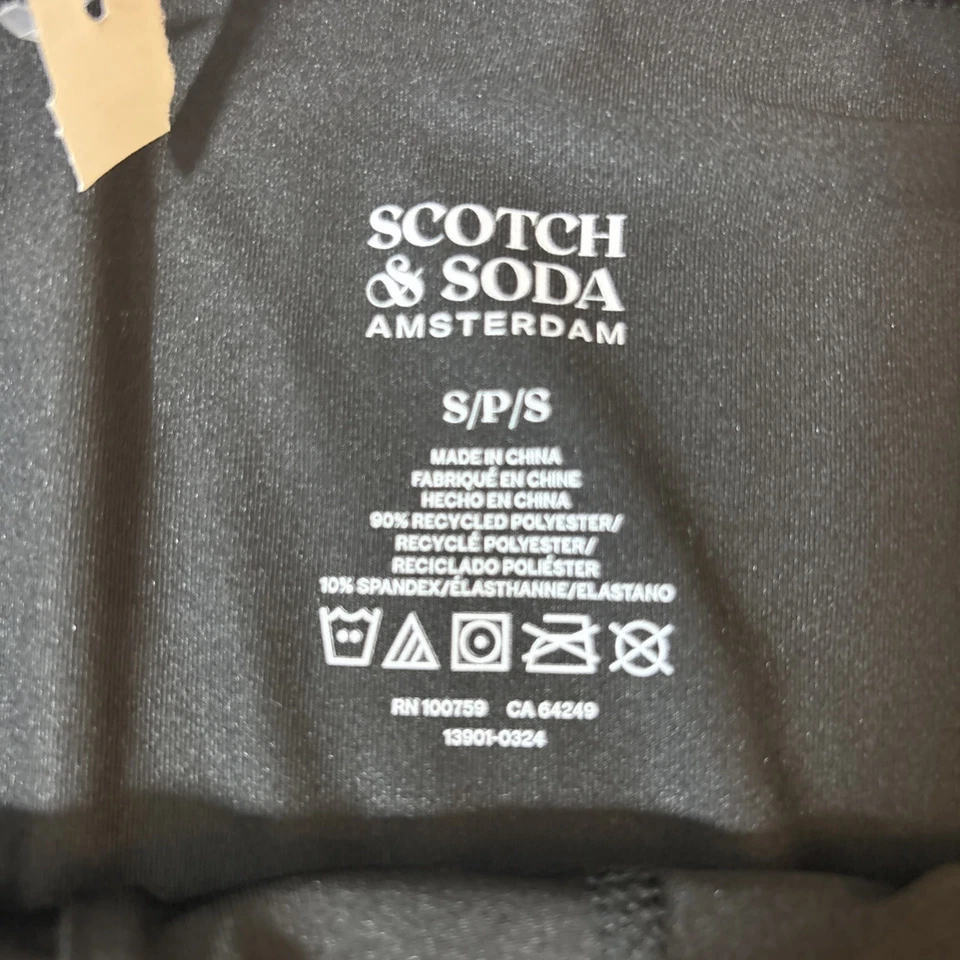 SCOTCH
& SODA
AMSTERDAM
S/P/S
MADE IN CHINA
FABRIQUÉ EN CHINE
HECHO EN CHINA
90% RECYCLED POLYESTER/
RECYCLÉ POLYESTER/
RECICLADO POLIÉSTER
10% SPANDEX/ÉLASTHANNE/ELASTANO
RN 100759 CA 64249
13901-0324